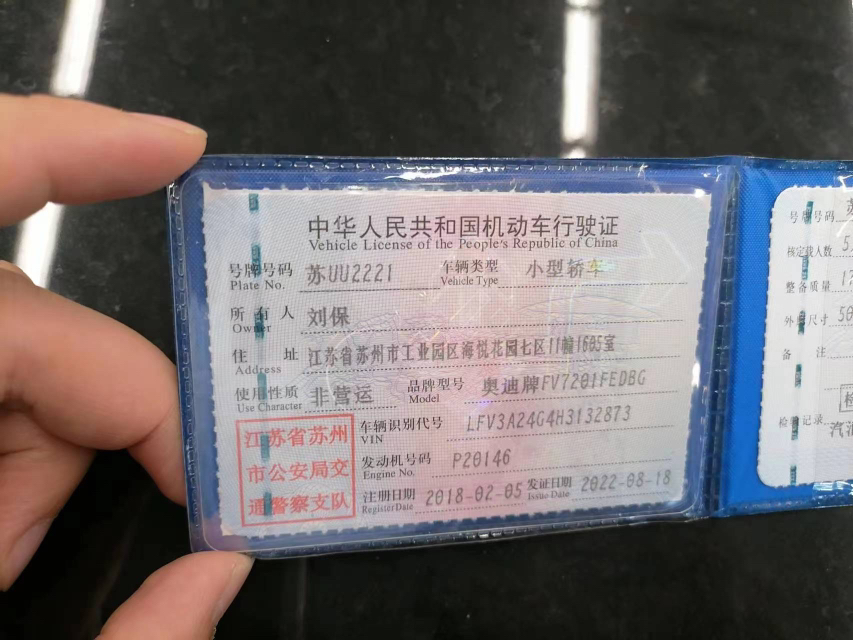 中华人民共和国机动车行驶证
Vehicle License of the People's Republic of China
号牌号码 苏UU2221 车辆类型 小型轿车
Plate No. Vehicle Type
所有人 刘保
Owner
住址 江苏省苏州市工业园区海悦花园七区11幢1605室
Address
使用性质 非营运 品牌型号 奥迪牌FV7201FEDBG
Use Character Model
车辆识别代号 LFV3A24G4H3132873
VIN
发动机号码 P20146
Engine No.
注册日期 2018-02-05 发证日期 2022-08-18
Register Date Issue Date
江苏省苏州
市公安局交
通警察支队
号牌号码
核定载人数 5
整备质量
外廓尺寸 50
备注
检验记录
汽油